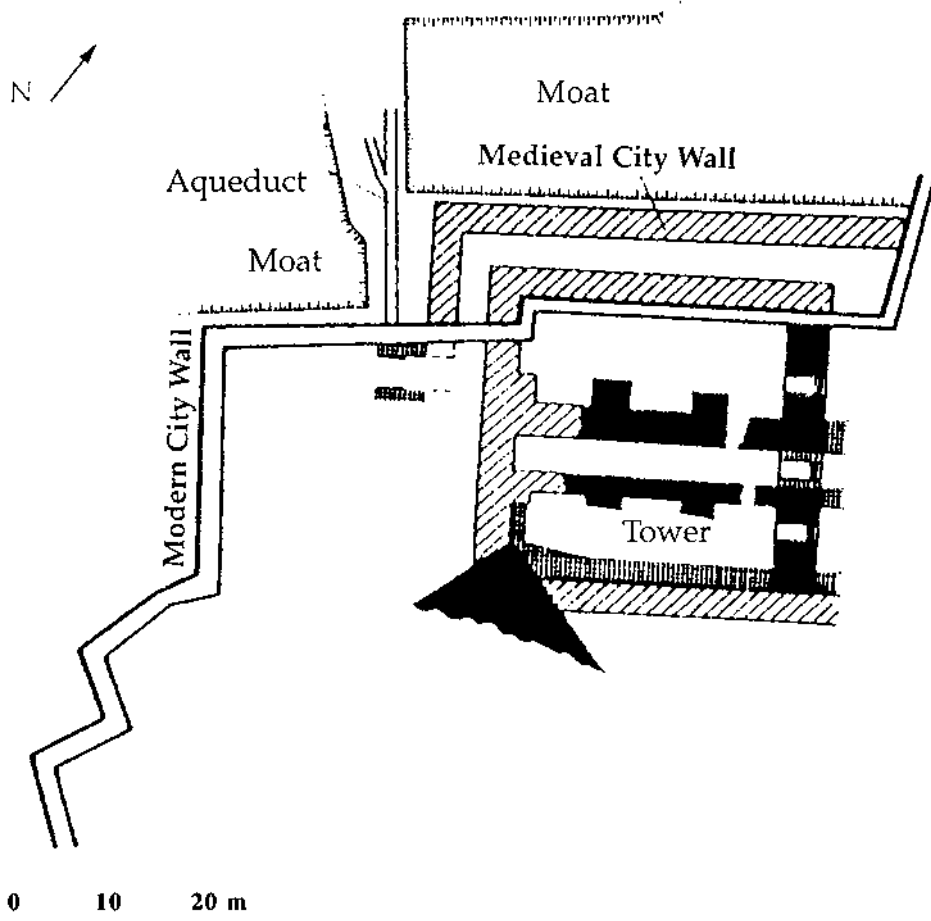 N
Moat
Medieval City Wall
Aqueduct
Moat
Modern City Wall
Tower
0 10 20 m